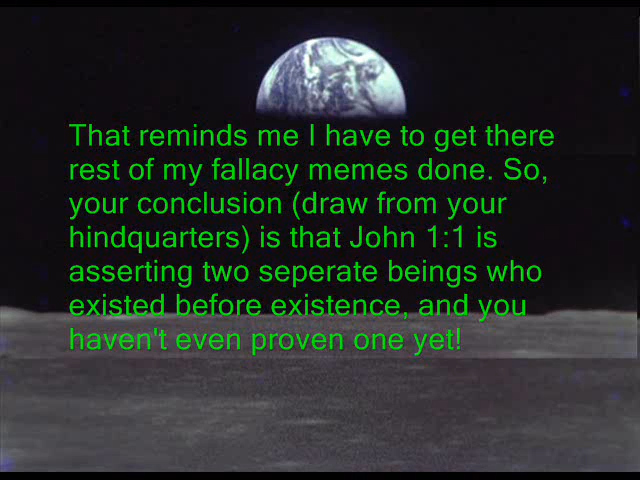 That reminds me I have to get there
rest of my fallacy memes done. So,
your conclusion (draw from your
hindquarters) is that John 1:1 is
asserting two seperate beings who
existed before existence, and you
haven't even proven one yet!